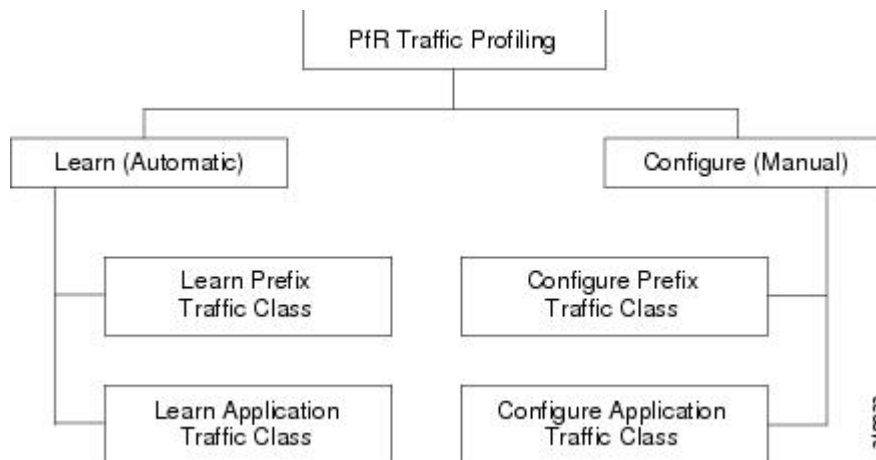 PfR Traffic Profiling
Learn (Automatic)
Configure (Manual)
Learn Prefix
Traffic Class
Configure Prefix
Traffic Class
Learn Application
Traffic Class
Configure Application
Traffic Class